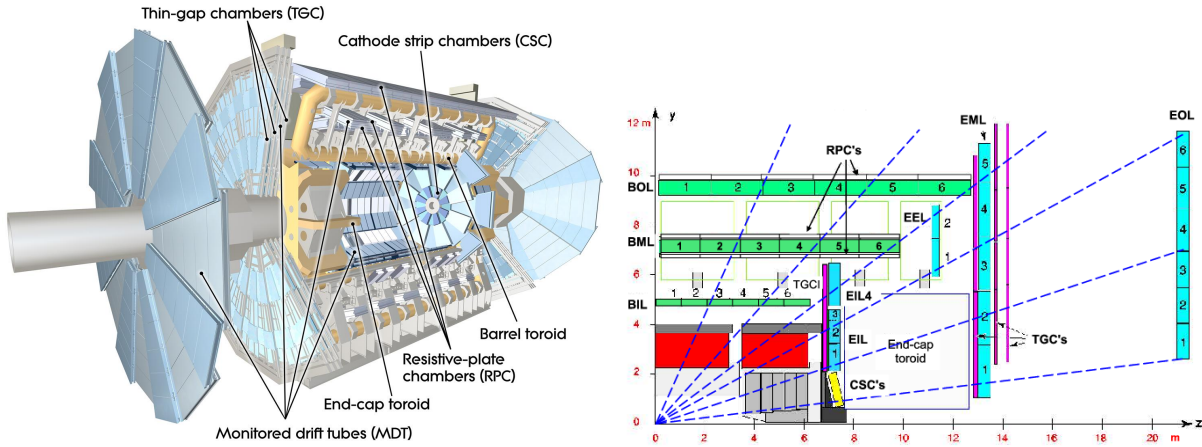 Thin-gap chambers (TGC)
Cathode strip chambers (CSC)
Barrel toroid
Resistive-plate
chambers (RPC)
End-cap toroid
Monitored drift tubes (MDT)
12 m
y
EOL
EML
6
5
RPC's
10
BOL
1 2 3 4 5 6
5
4
8
EEL
2
4
BML
1 2 3 4 5 6
1
3
6
TGCI
3
BIL
1 2 3 4 5 6
EIL4
3
2
4
2
EIL
2
1
End-cap
toroid
TGC's
1
2
CSC's
1
0
0 2 4 6 8 10 12 14 16 18 20
m
z